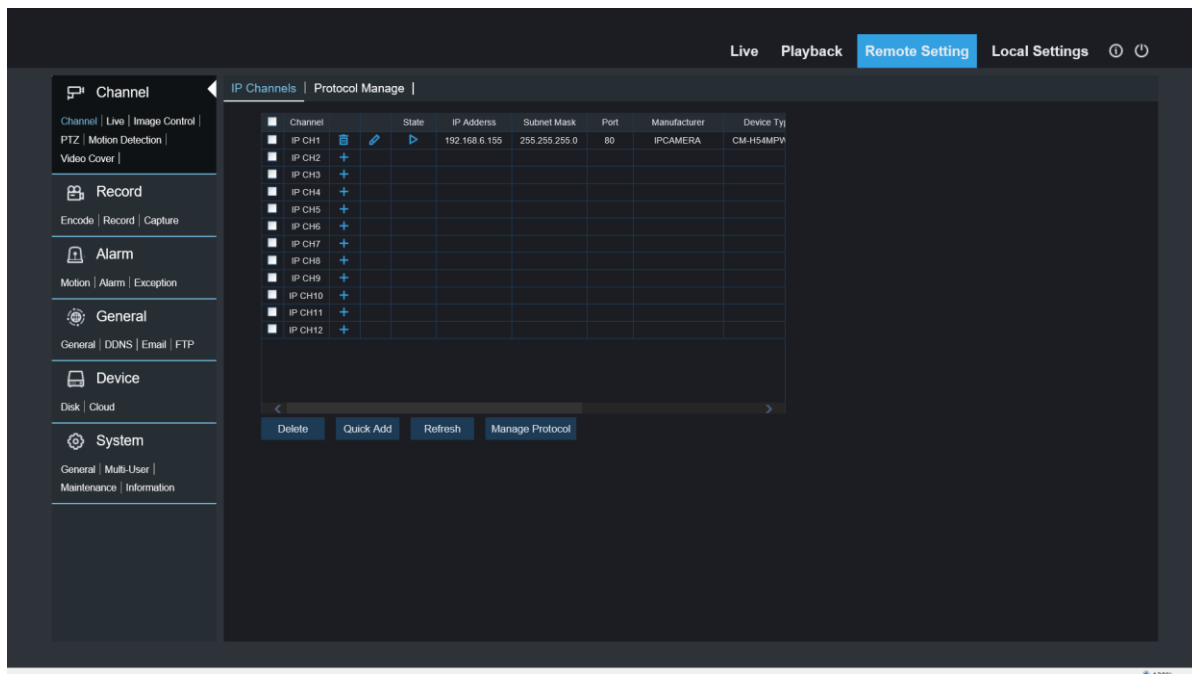 Live Playback Remote Setting Local Settings
Channel
Channel | Live | Image Control |
PTZ | Motion Detection |
Video Cover |
Record
Encode | Record | Capture
Alarm
Motion | Alarm | Exception
General
General | DDNS | Email | FTP
Device
Disk | Cloud
System
General | Multi-User |
Maintenance | Information
IP Channels | Protocol Manage |
Channel State IP Adderss Subnet Mask Port Manufacturer Device Typ
IP CH1 192.168.6.155 255.255.255.0 80 IPCAMERA CM-H54MPW
IP CH2
IP CH3
IP CH4
IP CH5
IP CH6
IP CH7
IP CH8
IP CH9
IP CH10
IP CH11
IP CH12
Delete Quick Add Refresh Manage Protocol